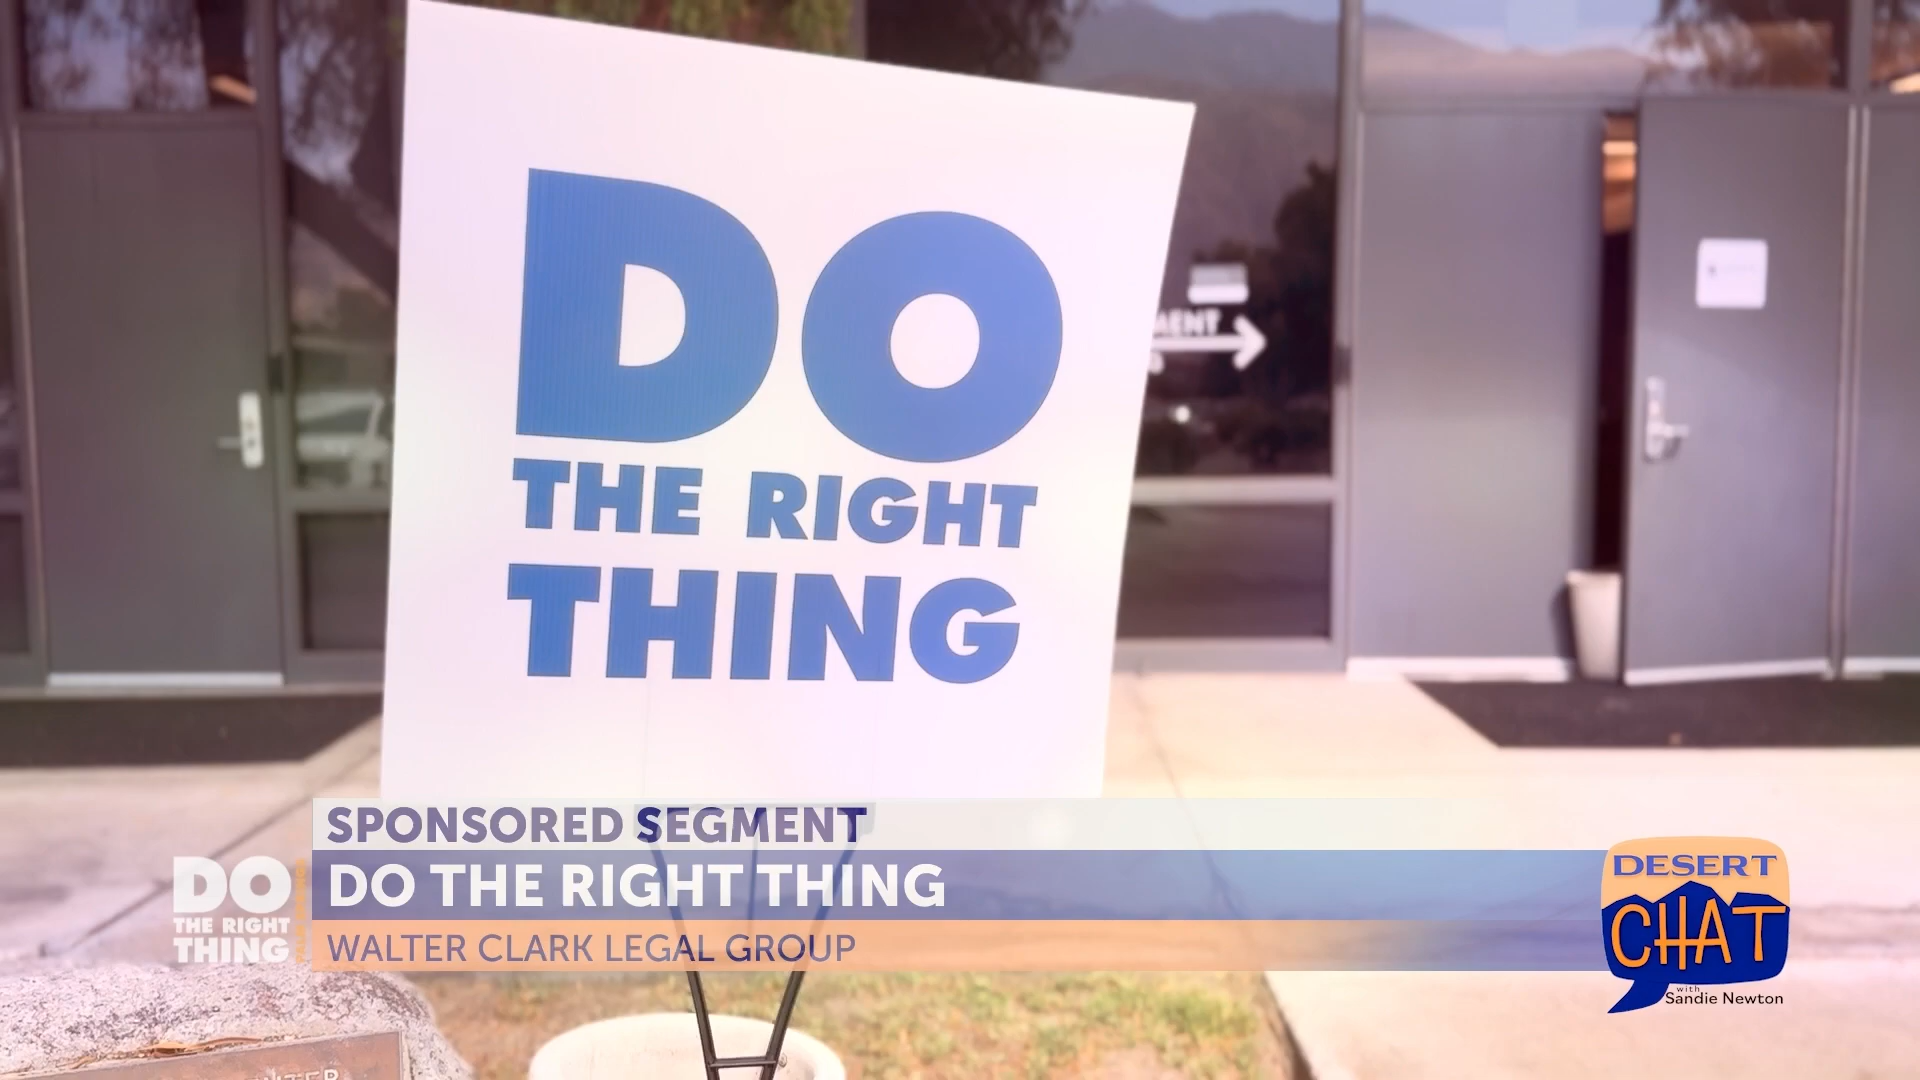 DO
THE RIGHT
THING
MENT
SPONSORED SEGMENT
DO THE RIGHT THING
WALTER CLARK LEGAL GROUP
DO
THE RIGHT
THING
DESERT
CHAT
with
Sandie Newton